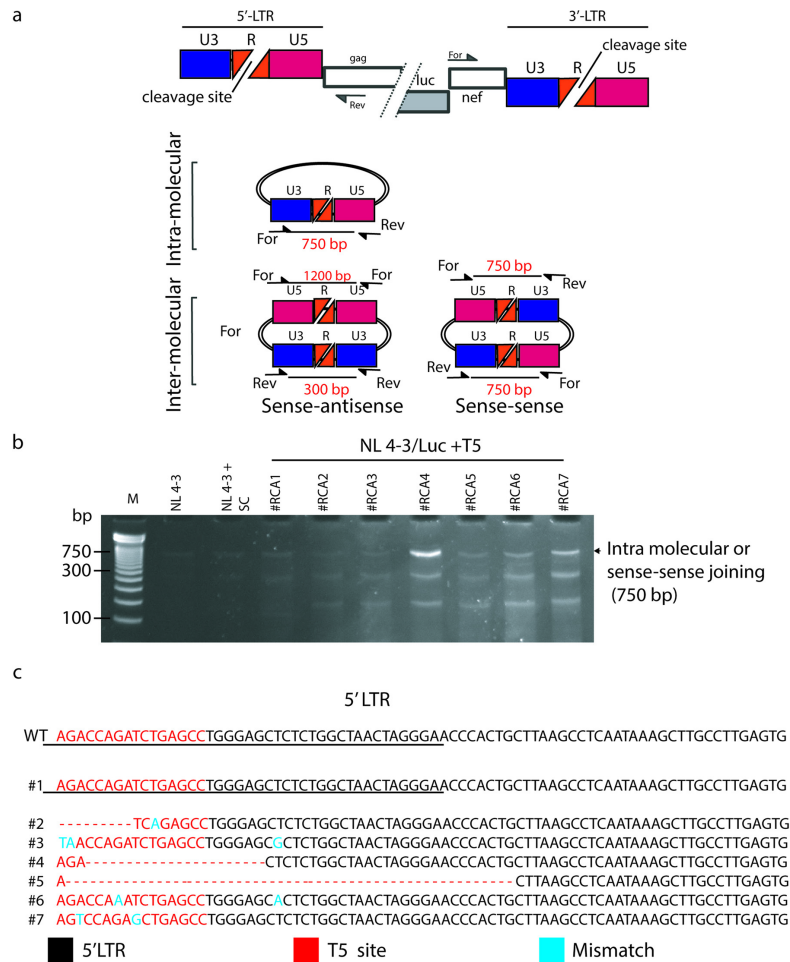 a
5'-LTR
3'-LTR
U3 R U5
gag
For
luc
nef
Rev
U3 R U5
cleavage site
cleavage site
Intra-molecular
U3 R U5
For
750 bp
Rev
Inter-molecular
For
1200 bp
For
U5 R U5
For
U3 R U3
Rev
300 bp
Rev
Sense-antisense
For
750 bp
Rev
U5 R U3
U3 R U5
Rev
750 bp
For
Sense-sense
b
NL 4-3/Luc +T5
M
NL 4-3
NL 4-3 +
SC
#RCA1
#RCA2
#RCA3
#RCA4
#RCA5
#RCA6
#RCA7
bp
750
300
100
Intra molecular or
sense-sense joining
(750 bp)
c
5' LTR
WT AGACCAGATCTGAGCCTGGGAGCTCTCTGGCTAACTAGGGAACCCACTGCTTAAGCCTCAATAAAGCTTGCCTTGAGTG
#1 AGACCAGATCTGAGCCTGGGAGCTCTCTGGCTAACTAGGGAACCCACTGCTTAAGCCTCAATAAAGCTTGCCTTGAGTG
#2 --------TCAGAGCCTGGGAGCTCTCTGGCTAACTAGGGAACCCACTGCTTAAGCCTCAATAAAGCTTGCCTTGAGTG
#3 TAACCAGATCTGAGCCTGGGAGCGCTCTGGCTAACTAGGGAACCCACTGCTTAAGCCTCAATAAAGCTTGCCTTGAGTG
#4 AGA-------------------CTCTCTGGCTAACTAGGGAACCCACTGCTTAAGCCTCAATAAAGCTTGCCTTGAGTG
#5 A------------------------------------------------CTTAAGCCTCAATAAAGCTTGCCTTGAGTG
#6 AGACCAAATCTGAGCCTGGGAGCACTCTGGCTAACTAGGGAACCCACTGCTTAAGCCTCAATAAAGCTTGCCTTGAGTG
#7 AGTCCAGAGCTGAGCCTGGGAGCTCTCTGGCTAACTAGGGAACCCACTGCTTAAGCCTCAATAAAGCTTGCCTTGAGTG
5'LTR
T5 site
Mismatch